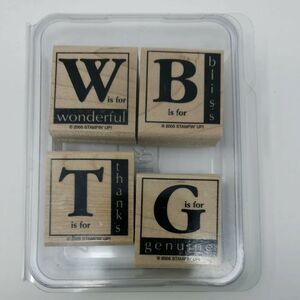 W
is for
wonderful
© 2005 STAMPIN' UP!
B
is for
bliss
© 2005 STAMPIN' UP!
T
is for
thanks
© 2005 STAMPIN' UP!
G
is for
genuine
© 2005 STAMPIN' UP!